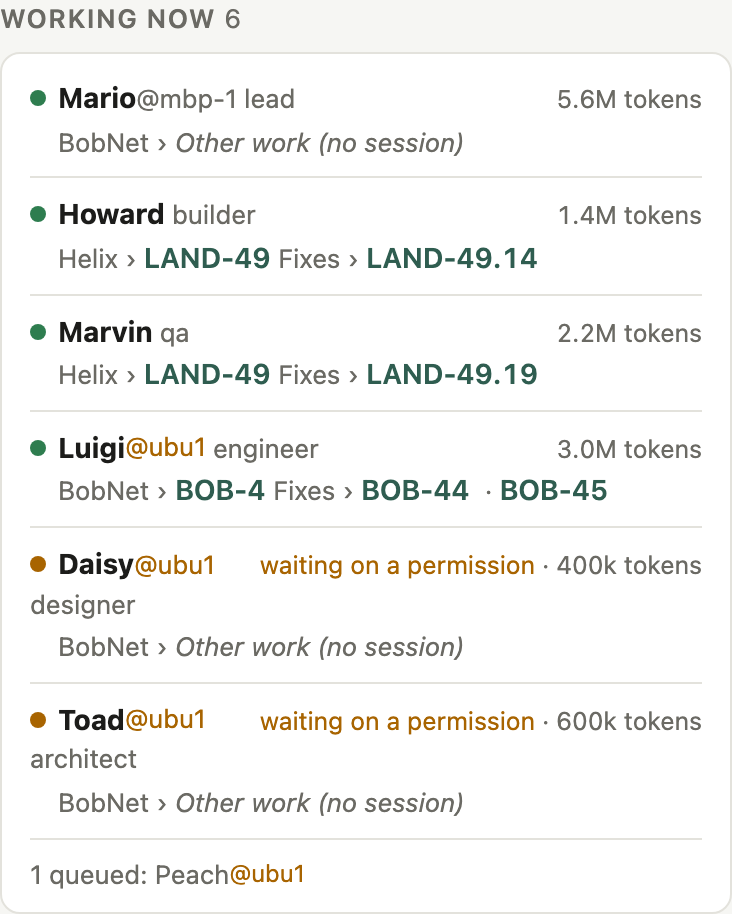 WORKING NOW 6
Mario@mbp-1 lead 5.6M tokens
BobNet › Other work (no session)
Howard builder 1.4M tokens
Helix › LAND-49 Fixes › LAND-49.14
Marvin qa 2.2M tokens
Helix › LAND-49 Fixes › LAND-49.19
Luigi@ubu1 engineer 3.0M tokens
BobNet › BOB-4 Fixes › BOB-44 · BOB-45
Daisy@ubu1 waiting on a permission · 400k tokens
designer
BobNet › Other work (no session)
Toad@ubu1 waiting on a permission · 600k tokens
architect
BobNet › Other work (no session)
1 queued: Peach@ubu1